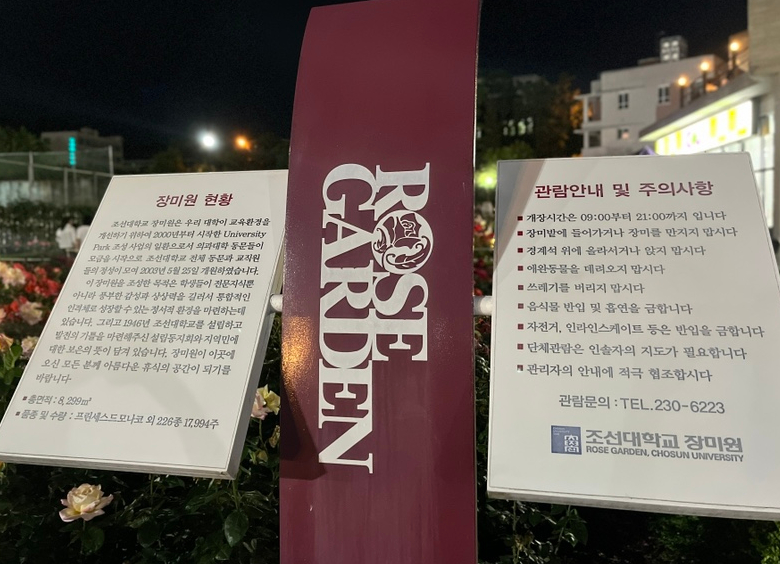 장미원 현황
조선대학교 장미원은 우리 대학이 교육환경을
개선하기 위하여 2000년부터 시작한 University
Park 조성 사업의 일환으로서 의과대학 동문들이
모금을 시작으로 조선대학교 전체 동문과 교직원
들의 정성이 모여 2003년 5월 25일 개원하였습니다.
이 장미원을 조성한 목적은 학생들이 전문지식뿐
아니라 풍부한 감성과 상상력을 길러서 통합적인
인격체로 성장할 수 있는 정서적 환경을 마련하는데
있습니다. 그리고 1946년 조선대학교를 설립하고
발전의 기틀을 마련해주신 설립동지회와 지역민에
대한 보은의 뜻이 담겨 있습니다. 장미원이 이곳에
오신 모든 분께 아름다운 휴식의 공간이 되기를
바랍니다.
■ 총면적 : 8,299㎡
■ 품종 및 수량 : 프린세스드모나코 외 226종 17,994주
ROSE
GARDEN
관람안내 및 주의사항
■ 개장시간은 09:00부터 21:00까지 입니다
■ 장미밭에 들어가거나 장미를 만지지 맙시다
■ 경계석 위에 올라서거나 앉지 맙시다
■ 애완동물을 데려오지 맙시다
■ 쓰레기를 버리지 맙시다
■ 음식물 반입 및 흡연을 금합니다
■ 자전거, 인라인스케이트 등은 반입을 금합니다
■ 단체관람은 인솔자의 지도가 필요합니다
■ 관리자의 안내에 적극 협조합시다
관람문의 : TEL.230-6223
조선대학교 장미원
ROSE GARDEN, CHOSUN UNIVERSITY